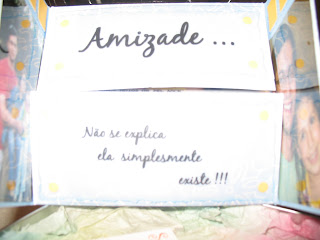 Amizade ...
Não se explica
ela simplesmente
existe !!!